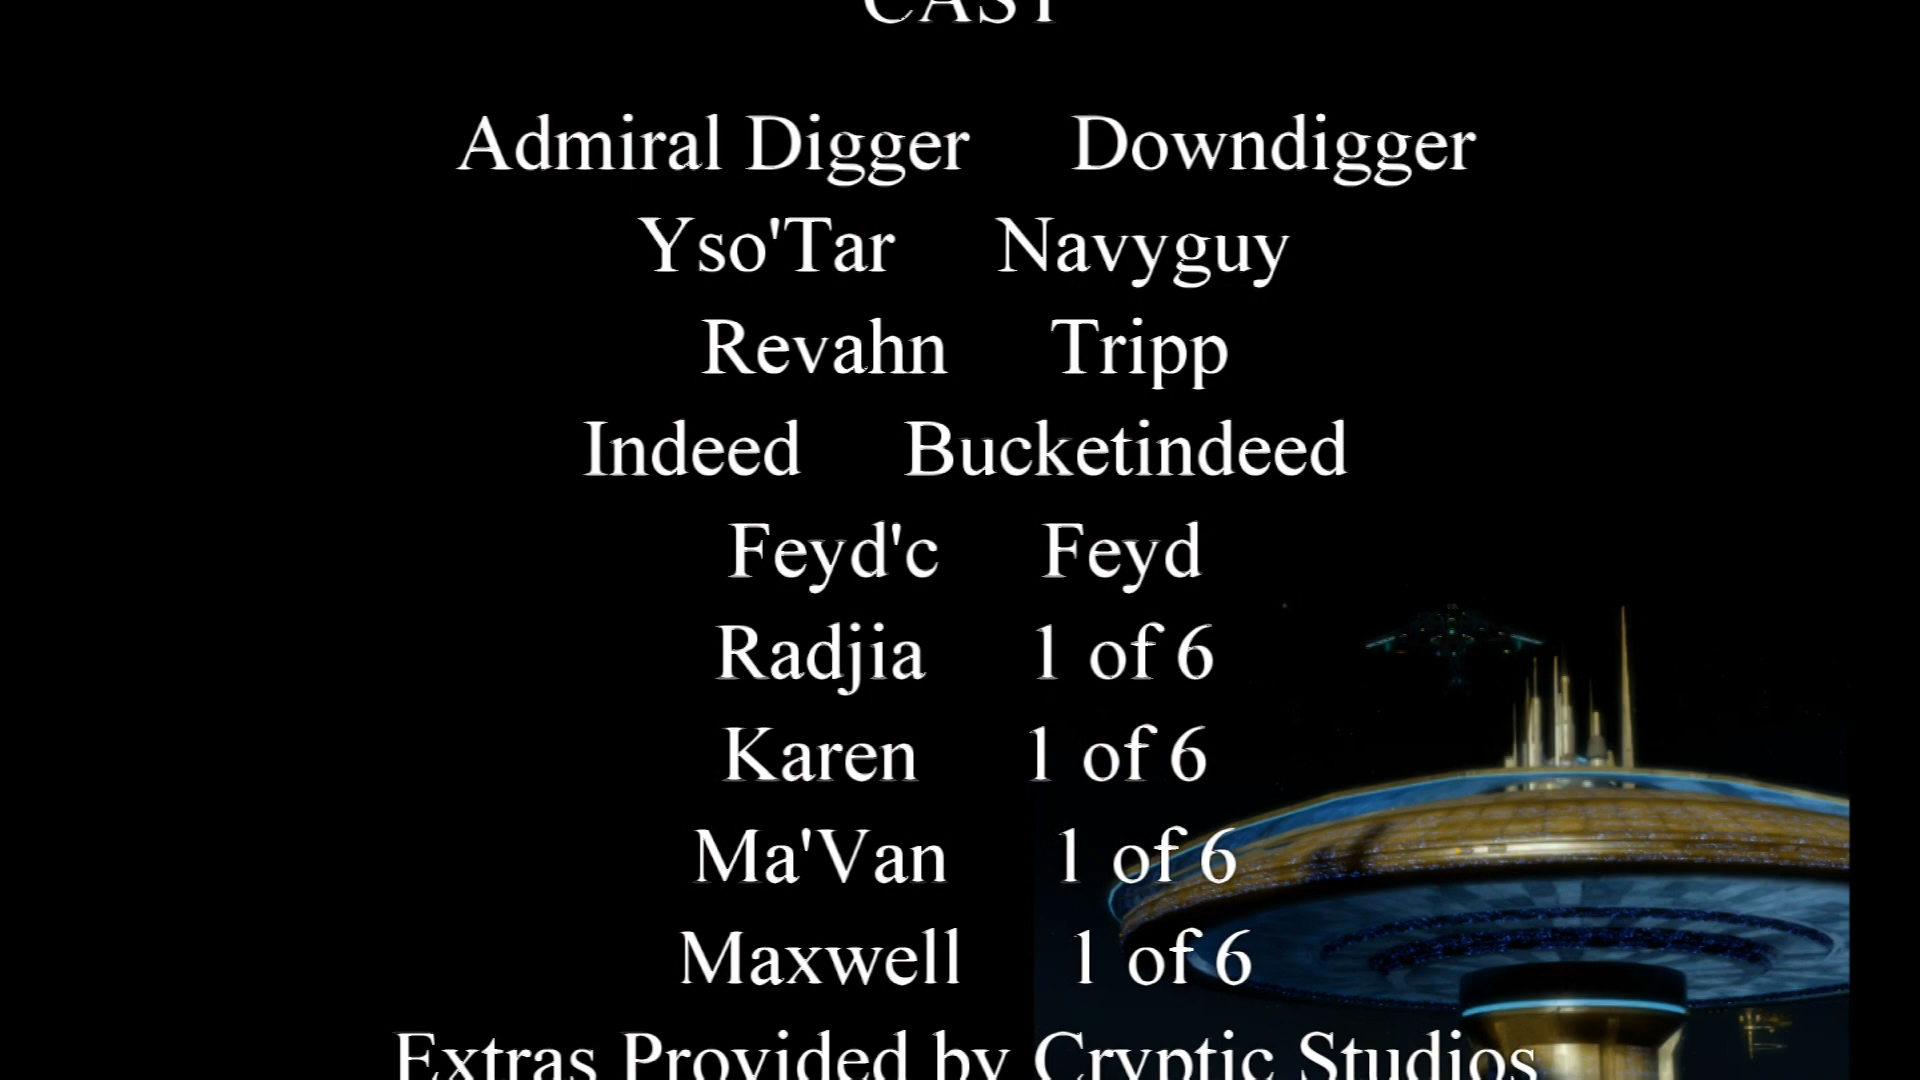 CAST
Admiral Digger Downdigger
Yso'Tar Navyguy
Revahn Tripp
Indeed Bucketindeed
Feyd'c Feyd
Radjia 1 of 6
Karen 1 of 6
Ma'Van 1 of 6
Maxwell 1 of 6
Extras Provided by Cryptic Studios